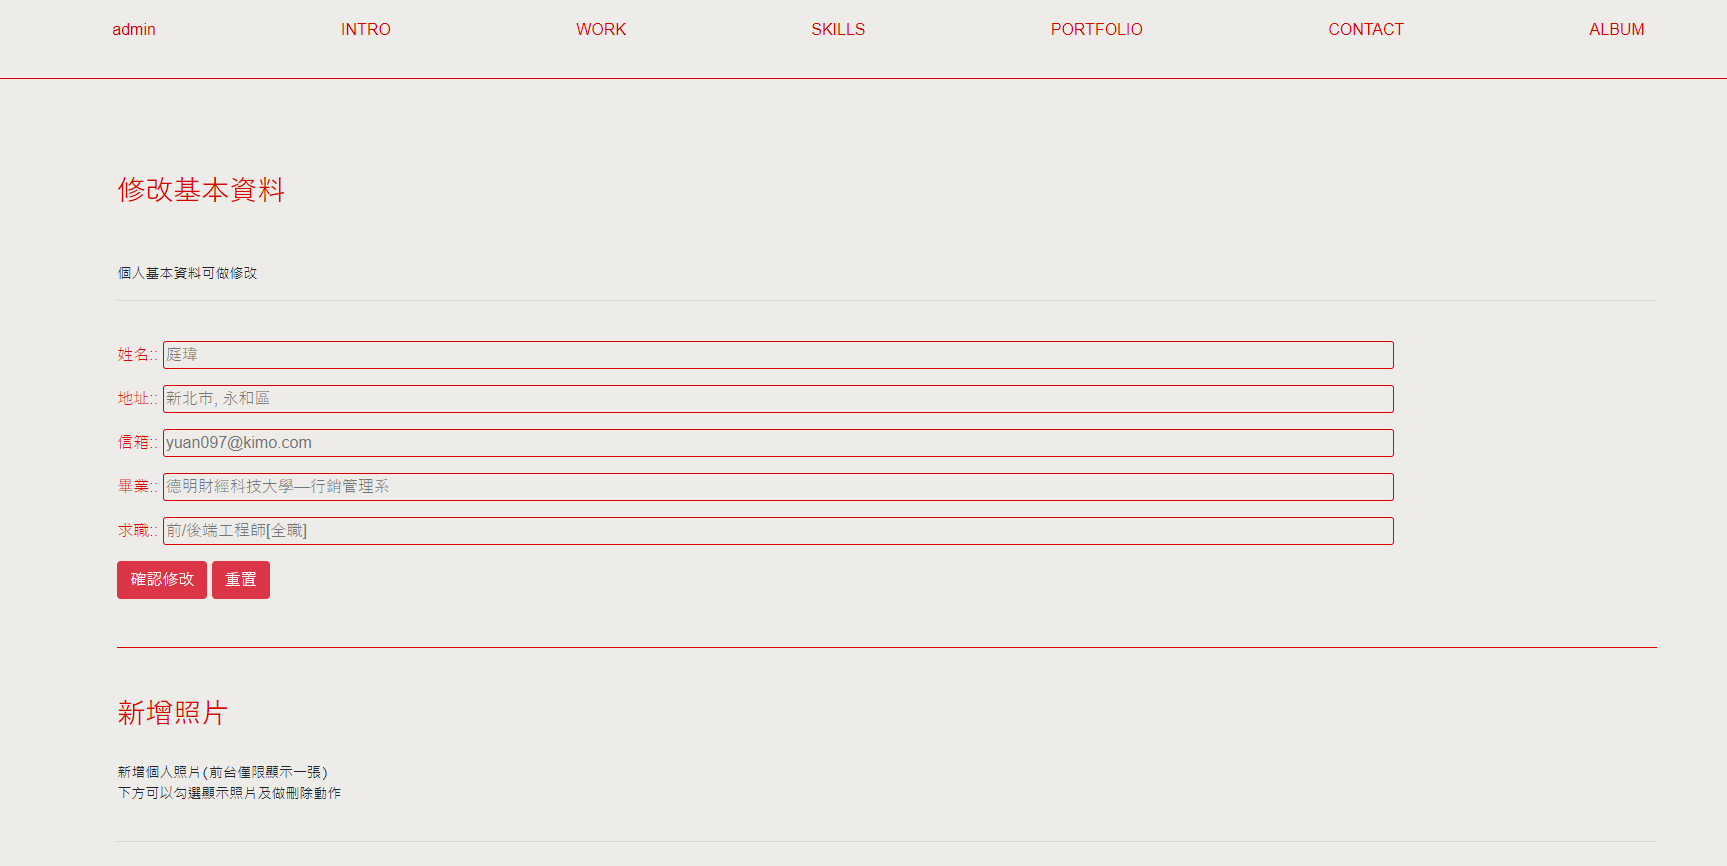 admin INTRO WORK SKILLS PORTFOLIO CONTACT ALBUM
修改基本資料
個人基本資料可做修改
姓名:: 庭瑋
地址:: 新北市, 永和區
信箱:: yuan097@kimo.com
畢業:: 德明財經科技大學—行銷管理系
求職:: 前/後端工程師[全職]
確認修改 重置
新增照片
新增個人照片(前台僅限顯示一張)
下方可以勾選顯示照片及做刪除動作